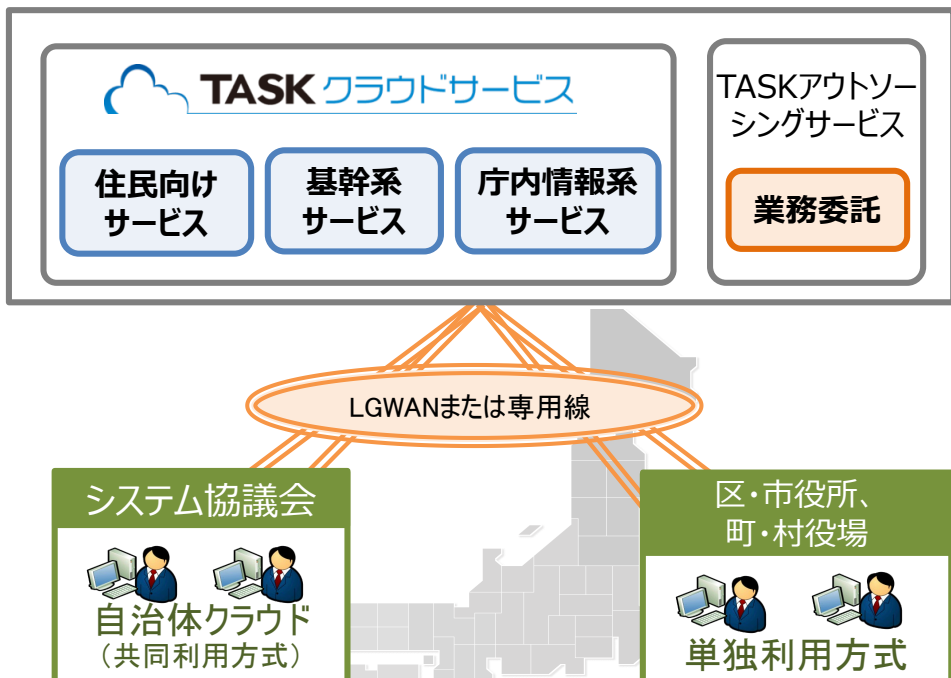 TASK クラウドサービス
住民向け
サービス
基幹系
サービス
庁内情報系
サービス
TASKアウトソー
シングサービス
業務委託
LGWANまたは専用線
システム協議会
自治体クラウド
（共同利用方式）
区・市役所、
町・村役場
単独利用方式